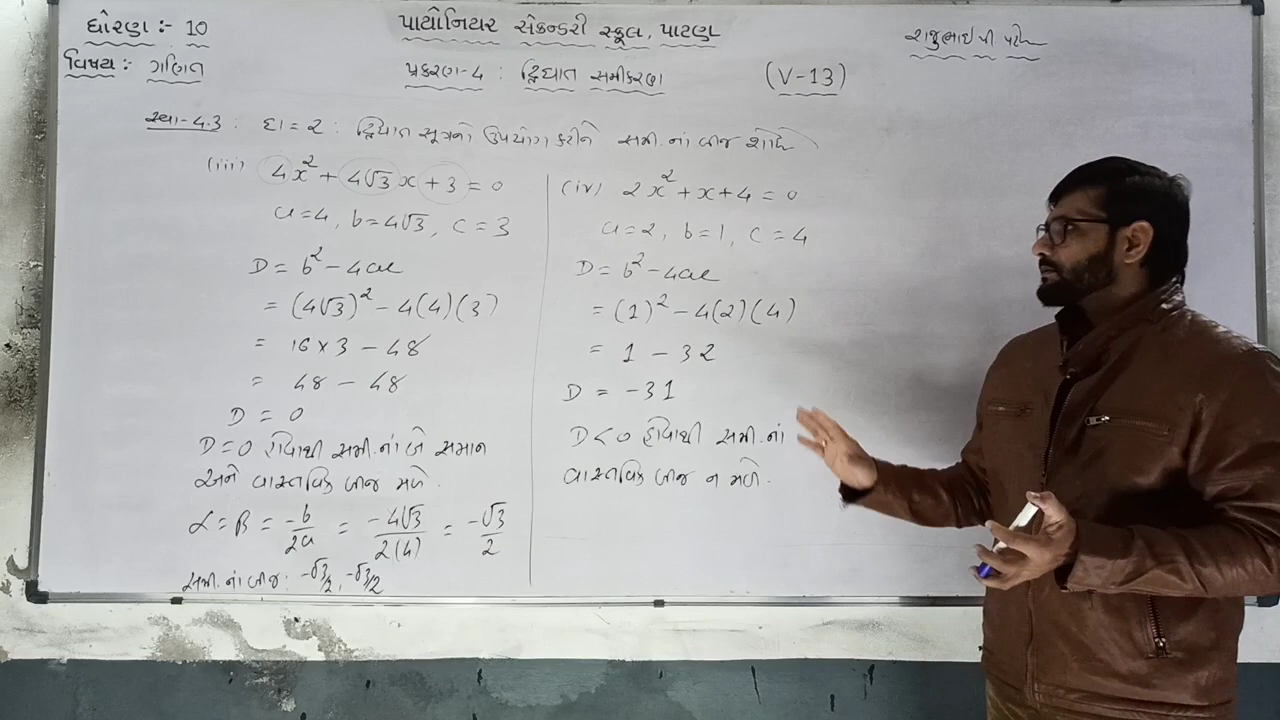 ધોરણ :- 10
પાયોનિયર સેકન્ડરી સ્કૂલ, પાટણ
રાજુભાઇ પી. પટેલ
વિષય : ગણિત
પ્રકરણ-4 : દ્વિઘાત સમીકરણ
(V-13)
સ્વા-4.3 : દા = 2 : દ્વિઘાત સૂત્રનો ઉપયોગ કરીને સમી.નાં બીજ શોધો
(iii) 4x² + 4√3 x + 3 = 0
a = 4, b = 4√3, c = 3
D = b² - 4ac
= (4√3)² - 4(4)(3)
= 16 × 3 - 48
= 48 - 48
D = 0
D = 0 હોવાથી સમી.નાં બે સમાન
અને વાસ્તવિક બીજ મળે.
α = β = -b/2a = -4√3/2(4) = -√3/2
સમી.નાં બીજ : -√3/2, -√3/2
(iv) 2x² + x + 4 = 0
a = 2, b = 1, c = 4
D = b² - 4ac
= (1)² - 4(2)(4)
= 1 - 32
D = -31
D < 0 હોવાથી સમી.નાં
વાસ્તવિક બીજ ન મળે.